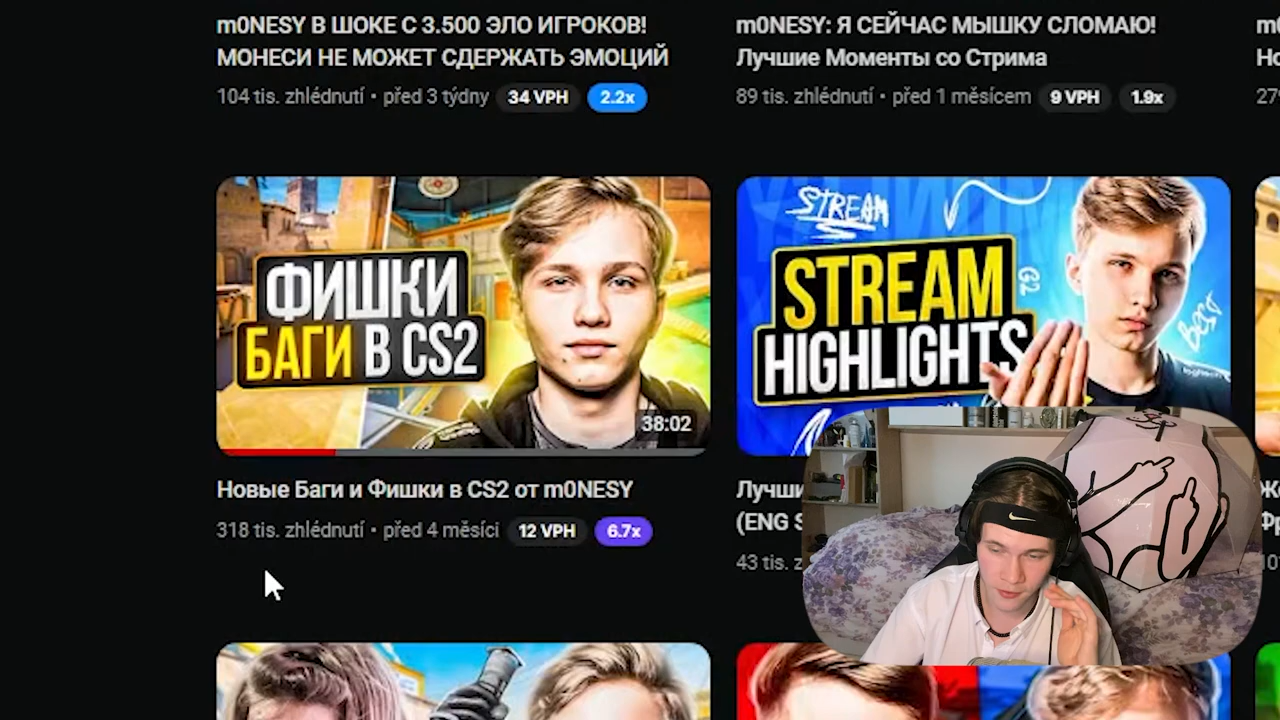 m0NESY В ШОКЕ С 3.500 ЭЛО ИГРОКОВ!
МОНЕСИ НЕ МОЖЕТ СДЕРЖАТЬ ЭМОЦИЙ
104 tis. zhlédnutí • před 3 týdny 34 VPH 2.2x
m0NESY: Я СЕЙЧАС МЫШКУ СЛОМАЮ!
Лучшие Моменты со Стрима
89 tis. zhlédnutí • před 1 měsícem 9 VPH 1.9x
ФИШКИ
БАГИ В CS2
38:02
STREAM
STREAM
HIGHLIGHTS
G2
Новые Баги и Фишки в CS2 от m0NESY
318 tis. zhlédnutí • před 4 měsíci 12 VPH 6.7x
Лучши
(ENG S
43 tis. z